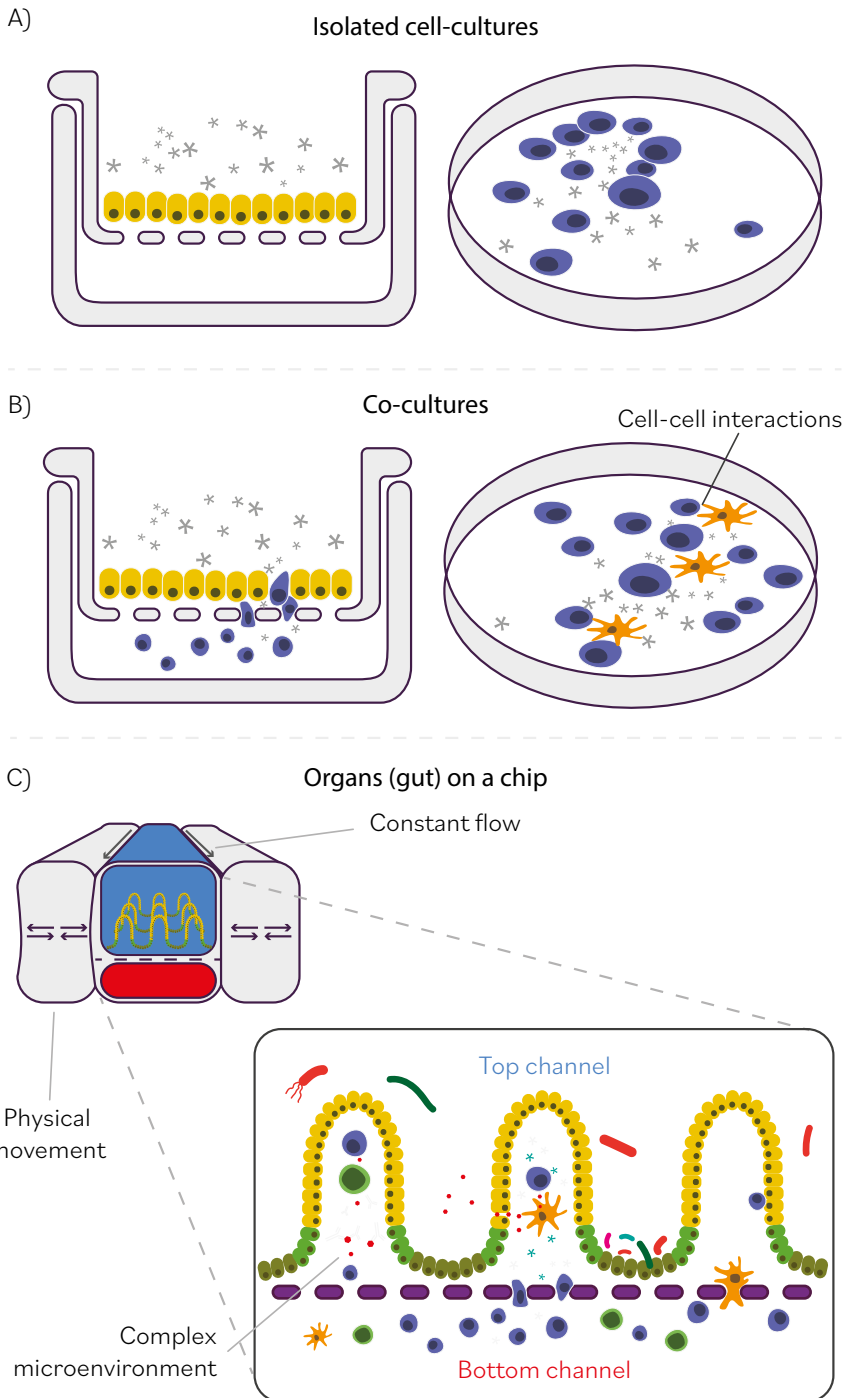 A)
Isolated cell-cultures
B)
Co-cultures
Cell-cell interactions
C)
Organs (gut) on a chip
Constant flow
Top channel
Physical
movement
Complex
microenvironment
Bottom channel